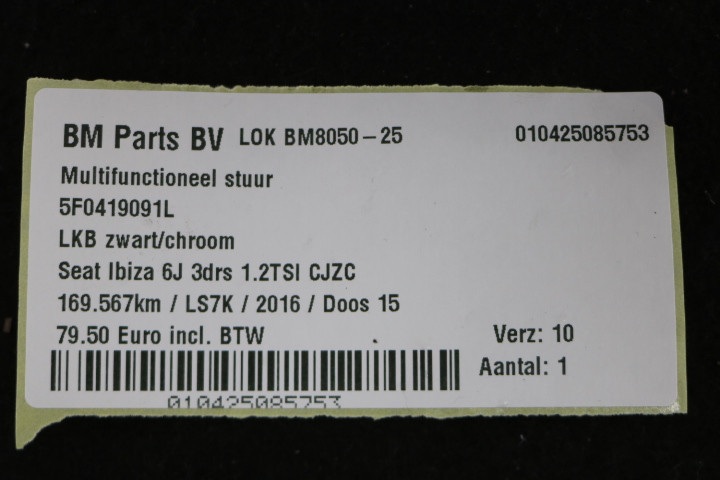 BM Parts BV LOK BM8050-25 010425085753
Multifunctioneel stuur
5F0419091L
LKB zwart/chroom
Seat Ibiza 6J 3drs 1.2TSI CJZC
169.567km / LS7K / 2016 / Doos 15
79.50 Euro incl. BTW Verz: 10
Aantal: 1
010425085753